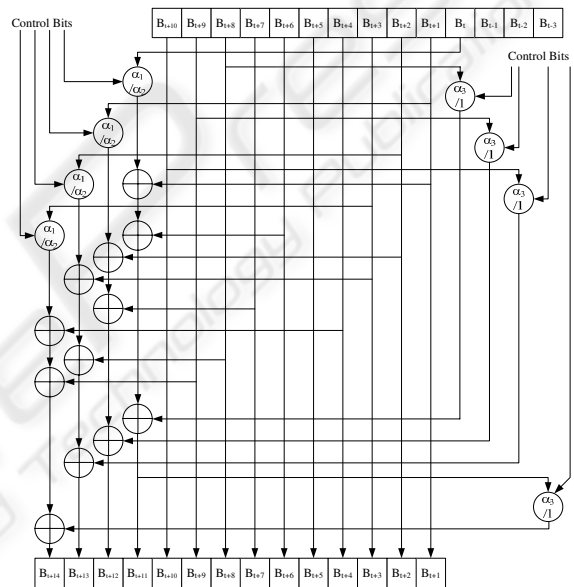 B_{t+10} B_{t+9} B_{t+8} B_{t+7} B_{t+6} B_{t+5} B_{t+4} B_{t+3} B_{t+2} B_{t+1} B_t B_{t-1} B_{t-2} B_{t-3}
Control Bits
Control Bits
α₁
/α₂
α₃
/1
α₁
/α₂
α₃
/1
α₁
/α₂
α₃
/1
α₁
/α₂
α₃
/1
B_{t+14} B_{t+13} B_{t+12} B_{t+11} B_{t+10} B_{t+9} B_{t+8} B_{t+7} B_{t+6} B_{t+5} B_{t+4} B_{t+3} B_{t+2} B_{t+1}